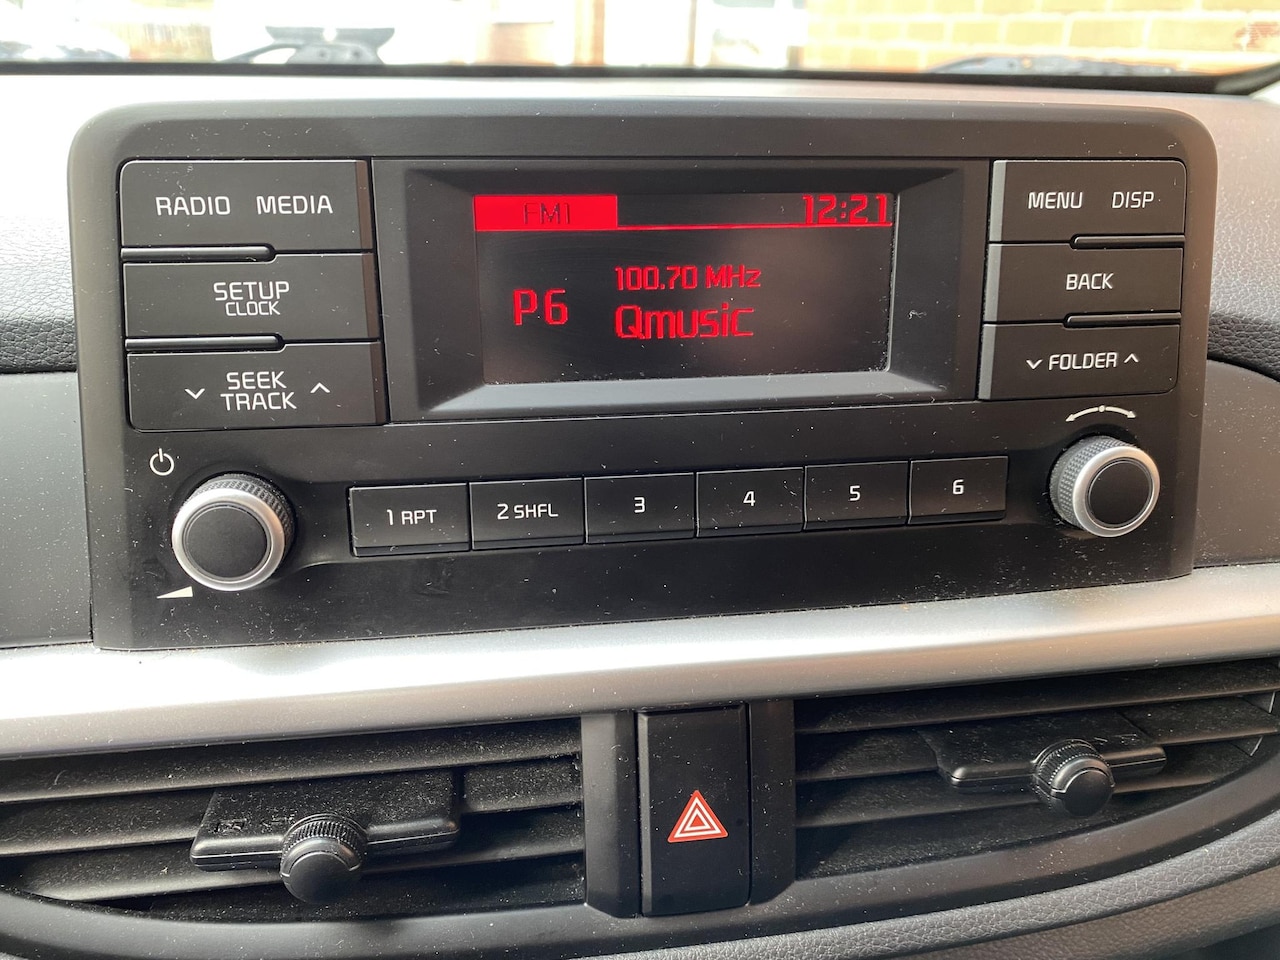 RADIO MEDIA
FM1 12:21
MENU DISP
SETUP
CLOCK
P6
100.70 MHz
Qmusic
BACK
SEEK
TRACK
FOLDER
1 RPT
2 SHFL
3
4
5
6